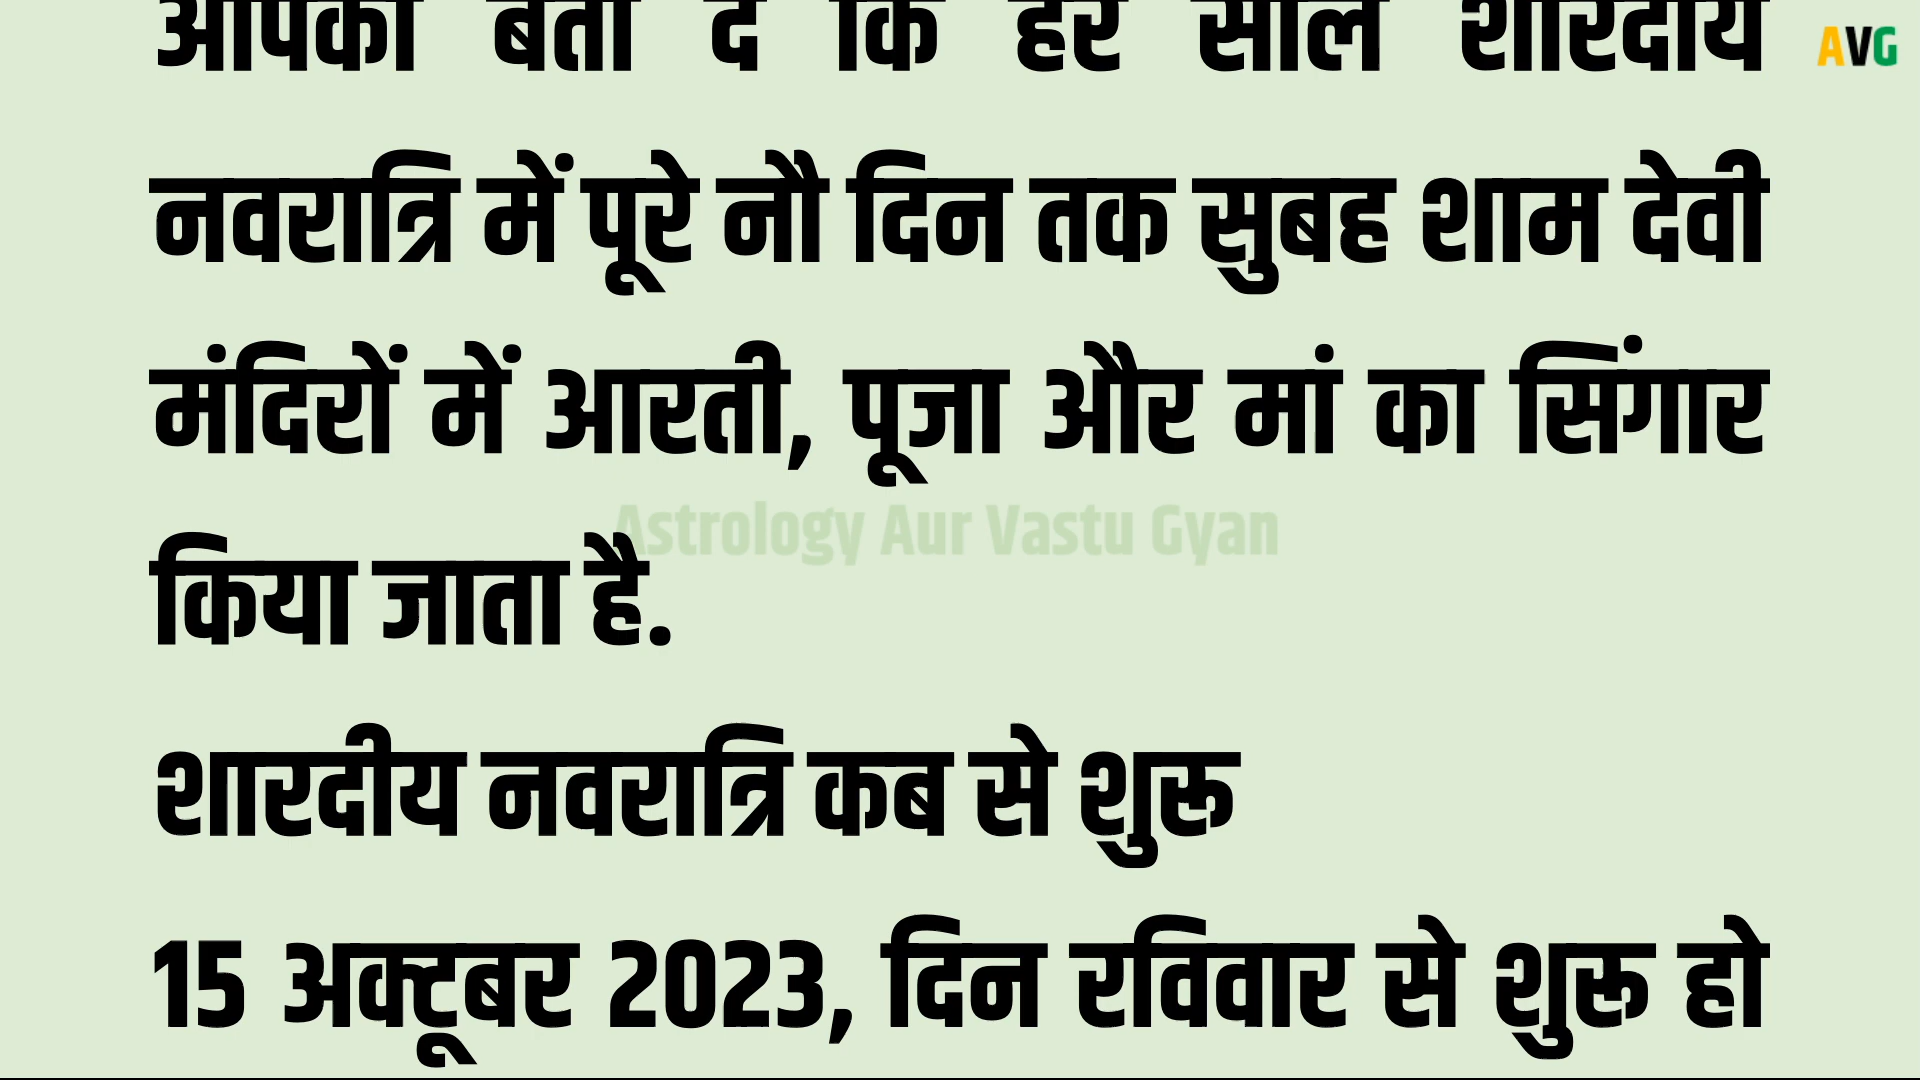 आपको बता दें कि हर साल शारदीय
AVG
नवरात्रि में पूरे नौ दिन तक सुबह शाम देवी
मंदिरों में आरती, पूजा और मां का सिंगार
Astrology Aur Vastu Gyan
किया जाता है.
शारदीय नवरात्रि कब से शुरू
15 अक्टूबर 2023, दिन रविवार से शुरू हो